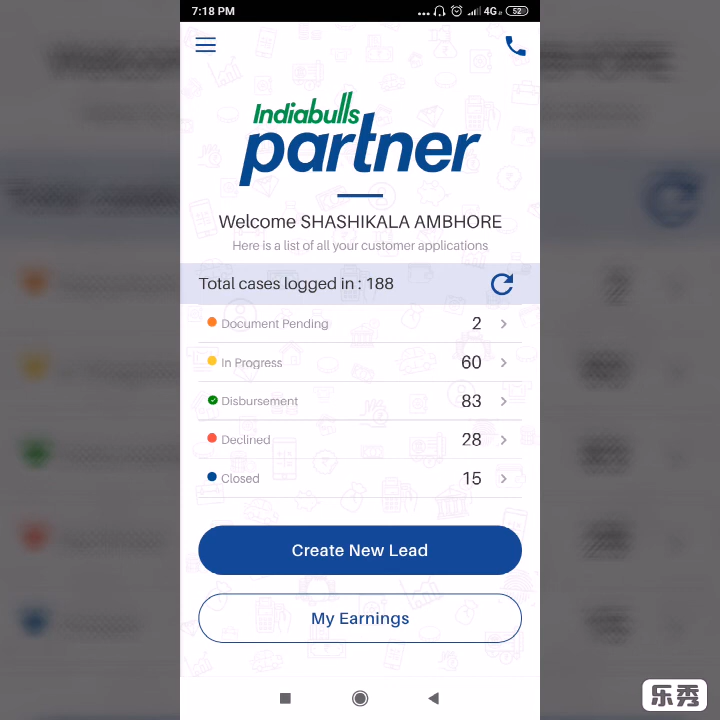 7:18 PM
4G
52
Indiabulls
partner
Welcome SHASHIKALA AMBHORE
Here is a list of all your customer applications
Total cases logged in : 188
Document Pending 2
In Progress 60
Disbursement 83
Declined 28
Closed 15
Create New Lead
My Earnings
乐秀